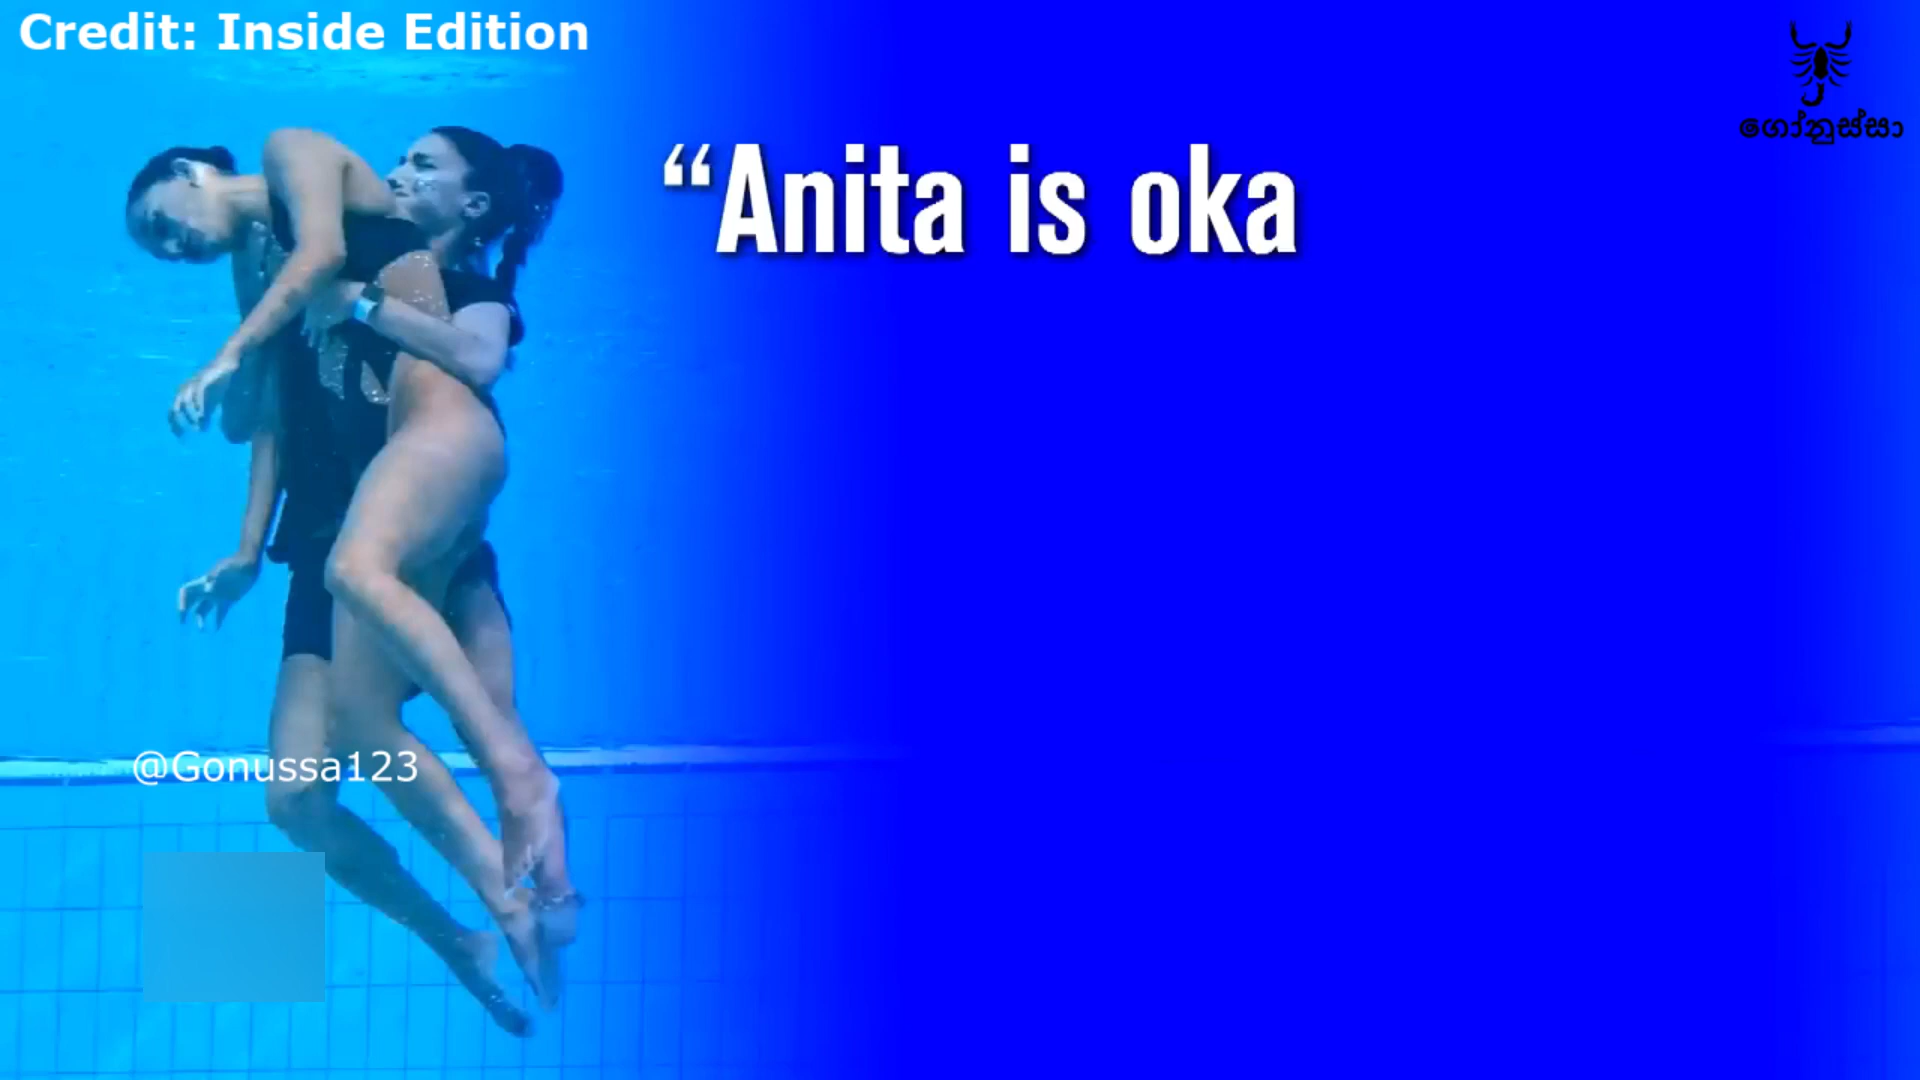 Credit: Inside Edition
ගෝනුස්සා
“Anita is oka
@Gonussa123